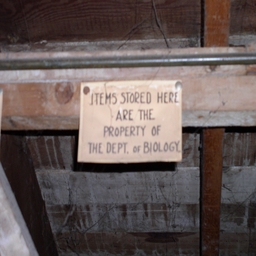 ITEMS STORED HERE
ARE THE
PROPERTY OF
THE DEPT. OF BIOLOGY.